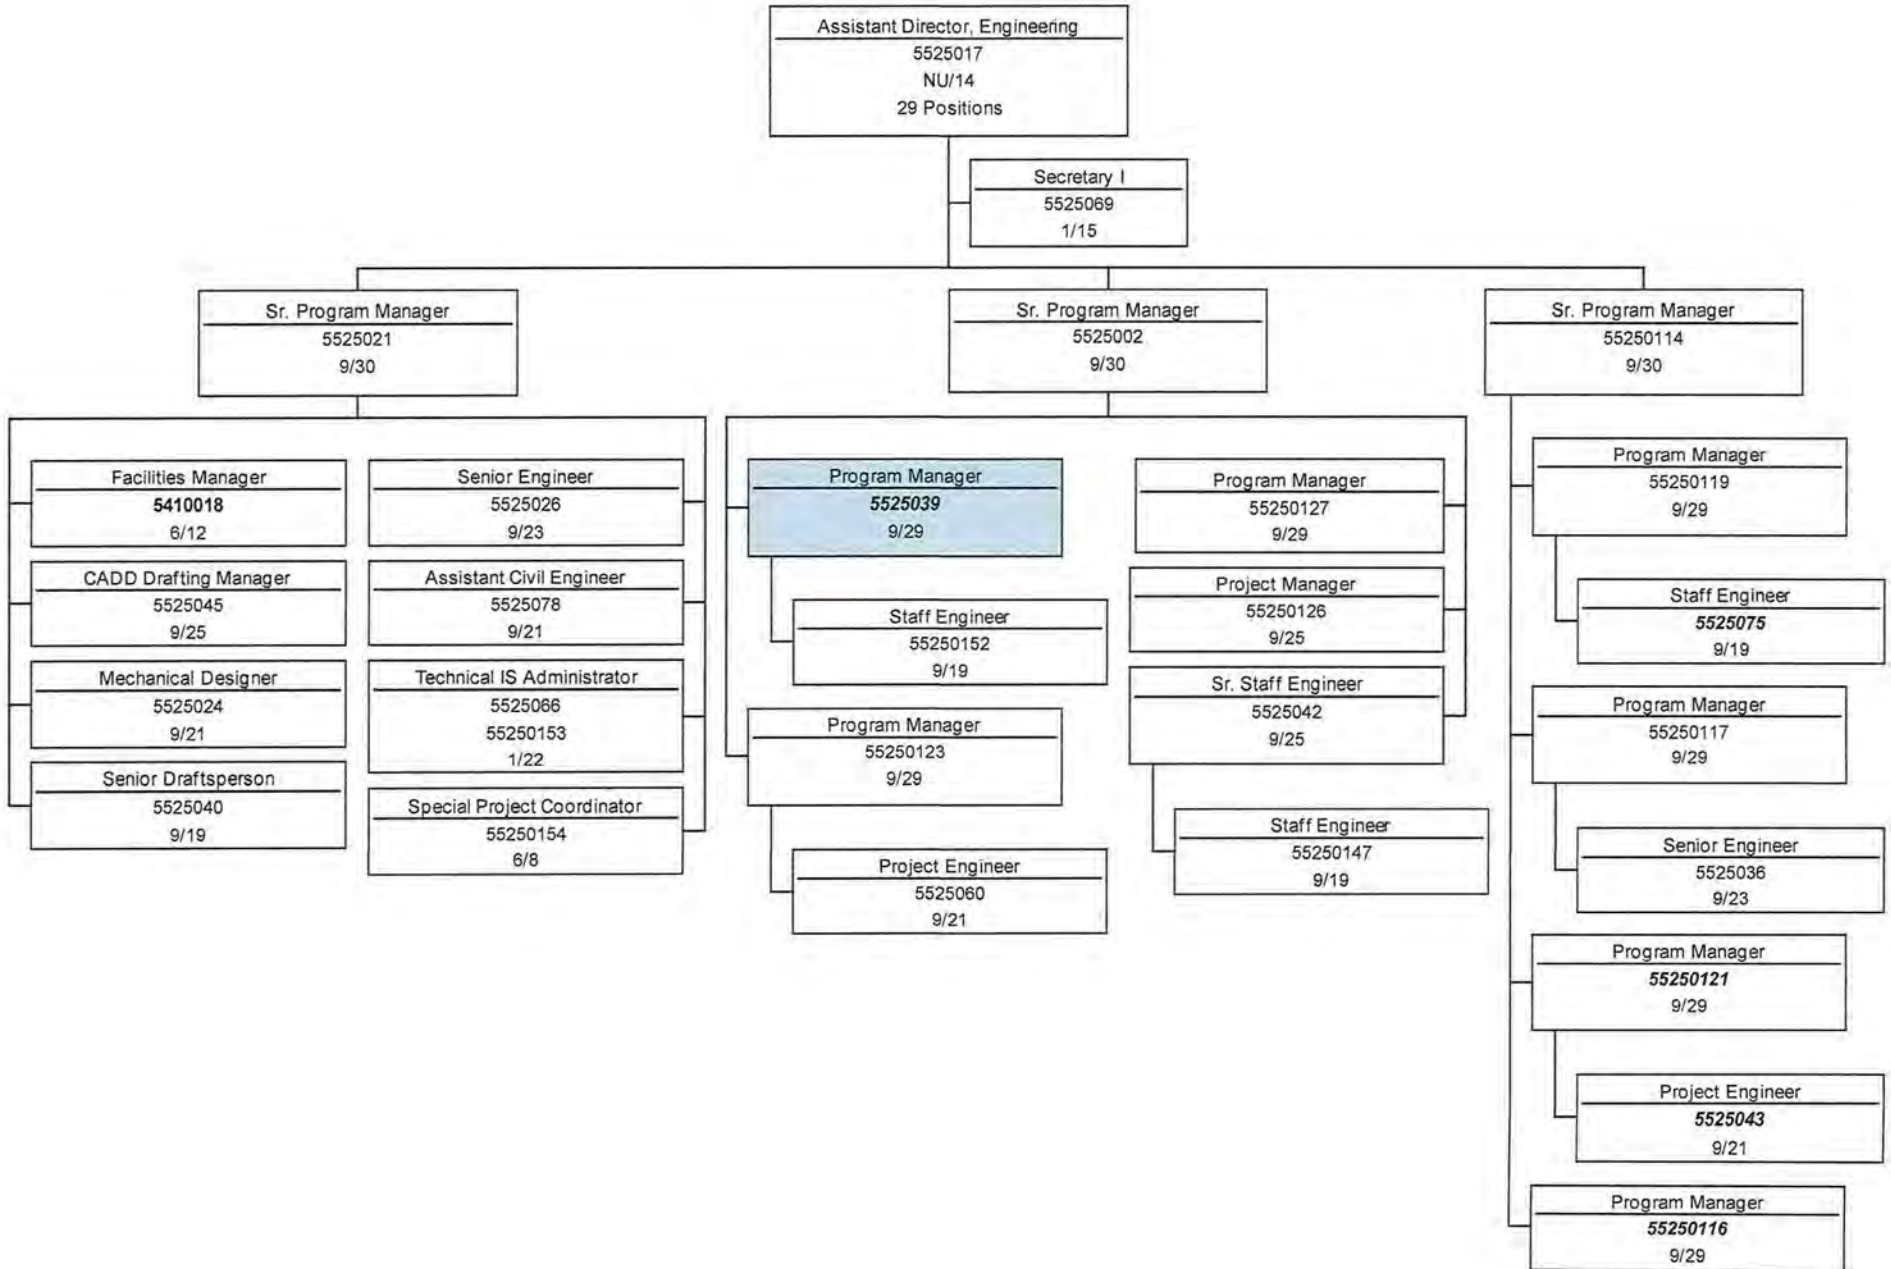 Assistant Director, Engineering
5525017
NU/14
29 Positions
Secretary I
5525069
1/15
Sr. Program Manager
5525021
9/30
Facilities Manager
5410018
6/12
CADD Drafting Manager
5525045
9/25
Mechanical Designer
5525024
9/21
Senior Draftsperson
5525040
9/19
Senior Engineer
5525026
9/23
Assistant Civil Engineer
5525078
9/21
Technical IS Administrator
5525066
55250153
1/22
Special Project Coordinator
55250154
6/8
Sr. Program Manager
5525002
9/30
Program Manager
5525039
9/29
Staff Engineer
55250152
9/19
Program Manager
55250123
9/29
Project Engineer
5525060
9/21
Program Manager
55250127
9/29
Project Manager
55250126
9/25
Sr. Staff Engineer
5525042
9/25
Staff Engineer
55250147
9/19
Sr. Program Manager
55250114
9/30
Program Manager
55250119
9/29
Staff Engineer
5525075
9/19
Program Manager
55250117
9/29
Senior Engineer
5525036
9/23
Program Manager
55250121
9/29
Project Engineer
5525043
9/21
Program Manager
55250116
9/29